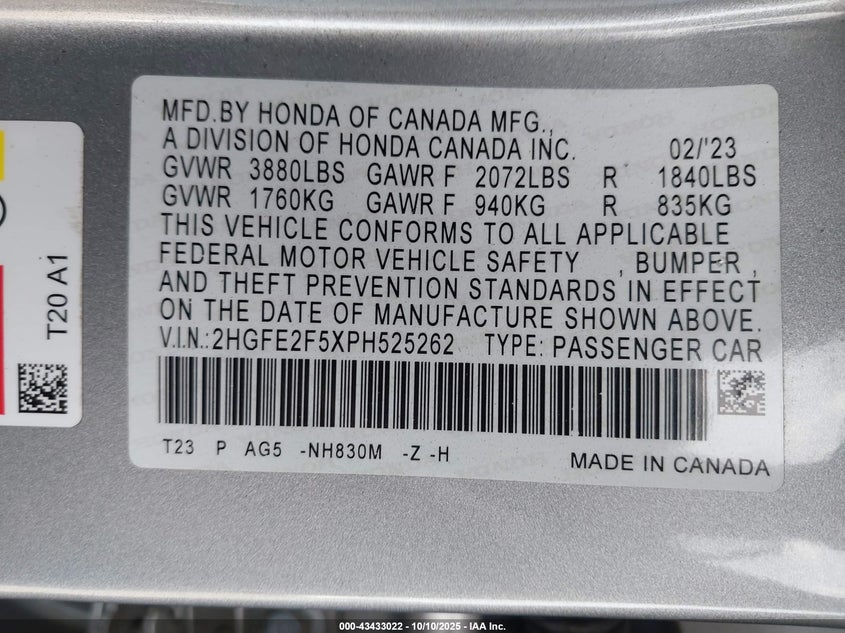 MFD.BY HONDA OF CANADA MFG.,
A DIVISION OF HONDA CANADA INC. 02/'23
GVWR 3880LBS GAWR F 2072LBS R 1840LBS
GVWR 1760KG GAWR F 940KG R 835KG
THIS VEHICLE CONFORMS TO ALL APPLICABLE
FEDERAL MOTOR VEHICLE SAFETY , BUMPER ,
AND THEFT PREVENTION STANDARDS IN EFFECT
ON THE DATE OF MANUFACTURE SHOWN ABOVE.
V.I.N.:2HGFE2F5XPH525262 TYPE: PASSENGER CAR
T23 P AG5 -NH830M -Z -H
MADE IN CANADA
T20 A1
000-43433022 - 10/10/2025 - IAA Inc.